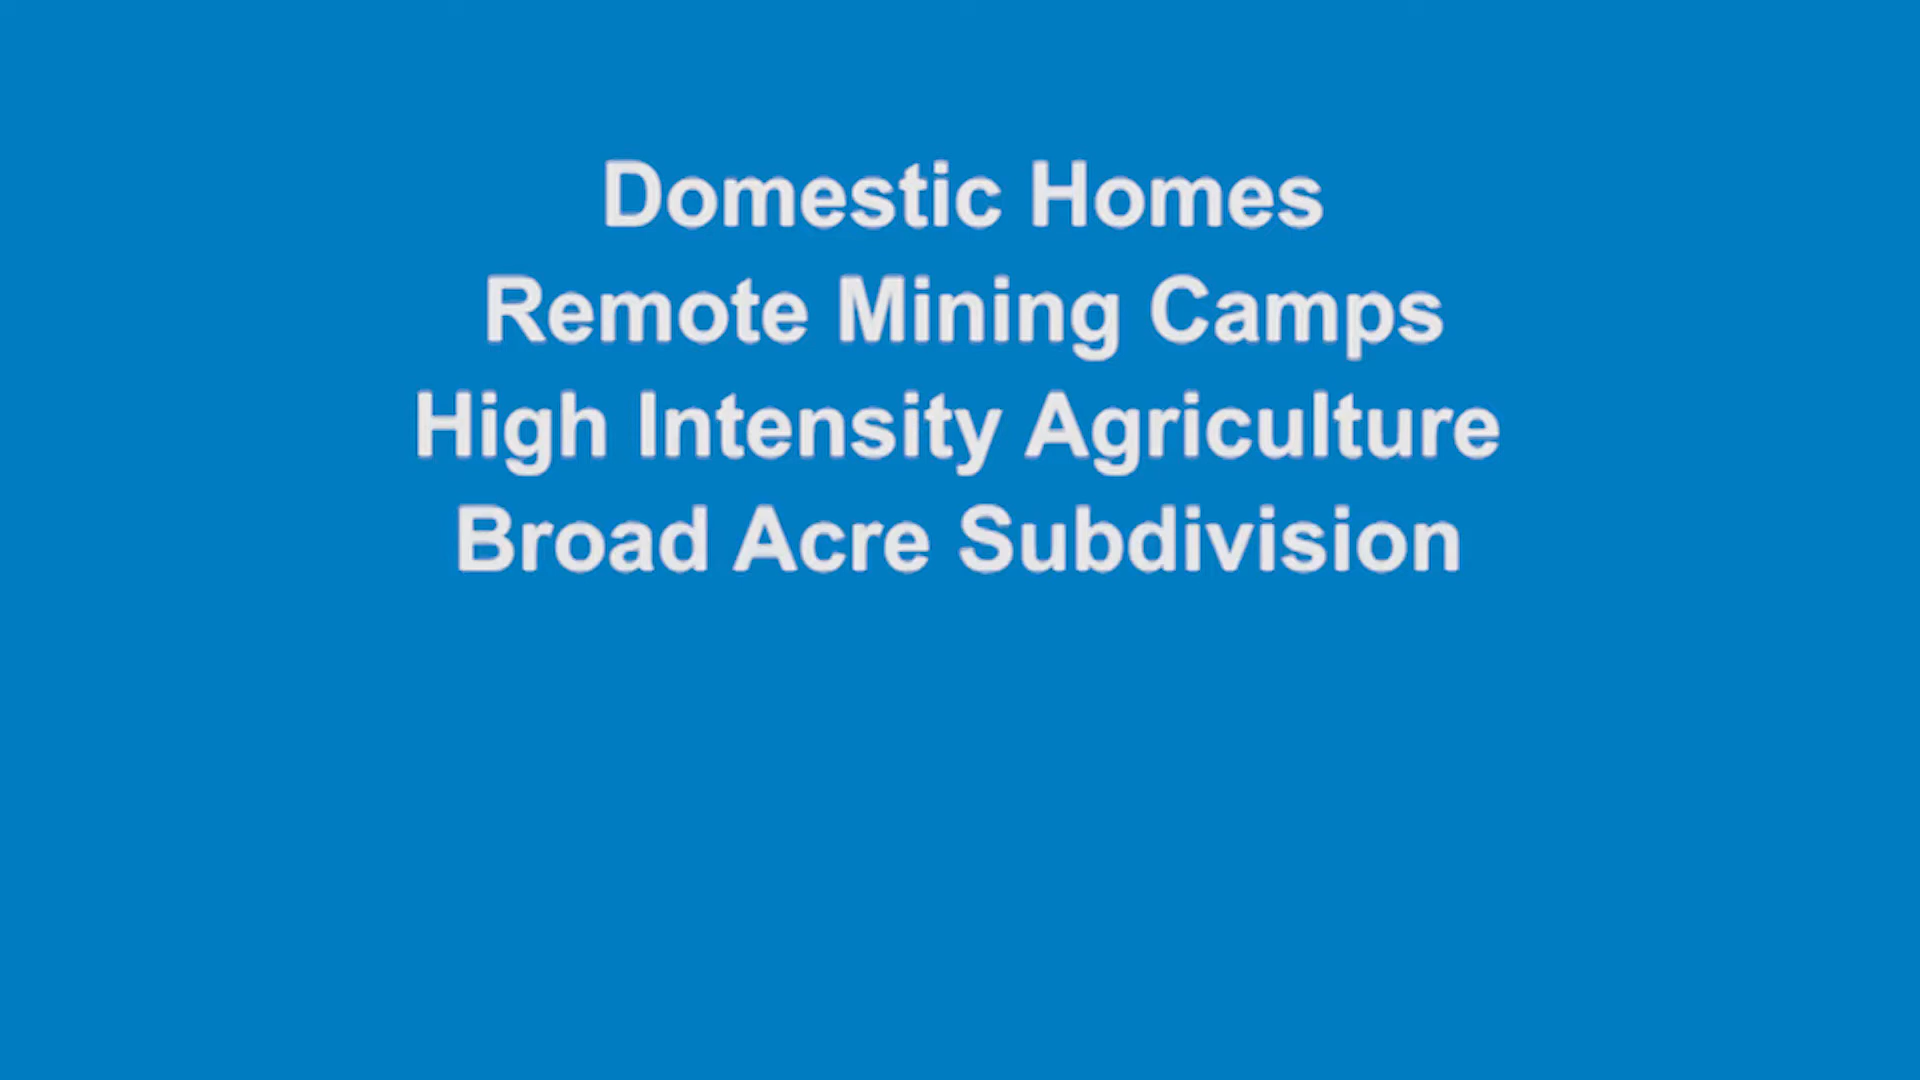 Domestic Homes
Remote Mining Camps
High Intensity Agriculture
Broad Acre Subdivision